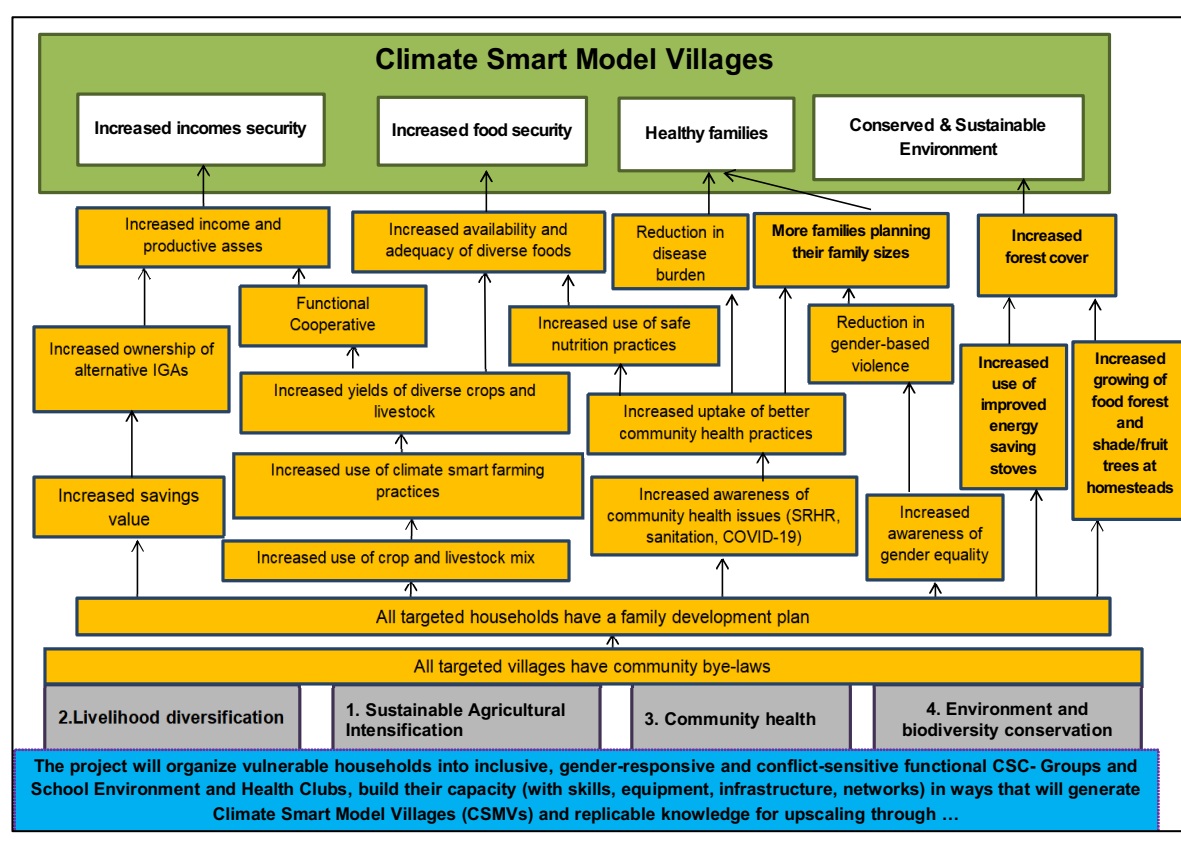 Climate Smart Model Villages
Increased incomes security
Increased food security
Healthy families
Conserved & Sustainable
Environment
Increased income and
productive asses
Increased availability and
adequacy of diverse foods
Reduction in
disease
burden
More families planning
their family sizes
Increased
forest cover
Functional
Cooperative
Increased use of safe
nutrition practices
Reduction in
gender-based
violence
Increased ownership of
alternative IGAs
Increased
use of
improved
energy
saving
stoves
Increased
growing of
food forest
and
shade/fruit
trees at
homesteads
Increased yields of diverse crops and
livestock
Increased uptake of better
community health practices
Increased use of climate smart farming
practices
Increased savings
value
Increased awareness of
community health issues (SRHR,
sanitation, COVID-19)
Increased
awareness of
gender equality
Increased use of crop and livestock mix
All targeted households have a family development plan
All targeted villages have community bye-laws
2.Livelihood diversification
1. Sustainable Agricultural
Intensification
3. Community health
4. Environment and
biodiversity conservation
The project will organize vulnerable households into inclusive, gender-responsive and conflict-sensitive functional CSC- Groups and
School Environment and Health Clubs, build their capacity (with skills, equipment, infrastructure, networks) in ways that will generate
Climate Smart Model Villages (CSMVs) and replicable knowledge for upscaling through …